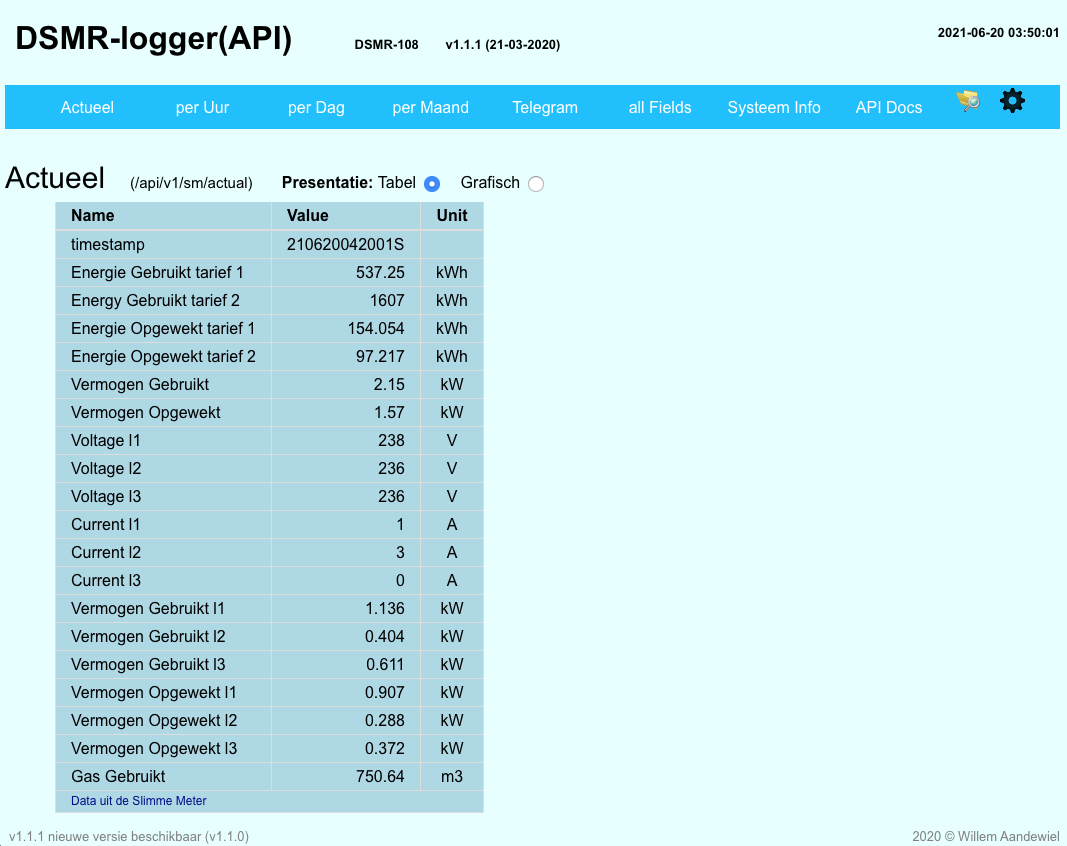 DSMR-logger(API) DSMR-108 v1.1.1 (21-03-2020) 2021-06-20 03:50:01
Actueel per Uur per Dag per Maand Telegram all Fields Systeem Info API Docs
Actueel (/api/v1/sm/actual) Presentatie: Tabel Grafisch
Name Value Unit
timestamp 210620042001S
Energie Gebruikt tarief 1 537.25 kWh
Energy Gebruikt tarief 2 1607 kWh
Energie Opgewekt tarief 1 154.054 kWh
Energie Opgewekt tarief 2 97.217 kWh
Vermogen Gebruikt 2.15 kW
Vermogen Opgewekt 1.57 kW
Voltage l1 238 V
Voltage l2 236 V
Voltage l3 236 V
Current l1 1 A
Current l2 3 A
Current l3 0 A
Vermogen Gebruikt l1 1.136 kW
Vermogen Gebruikt l2 0.404 kW
Vermogen Gebruikt l3 0.611 kW
Vermogen Opgewekt l1 0.907 kW
Vermogen Opgewekt l2 0.288 kW
Vermogen Opgewekt l3 0.372 kW
Gas Gebruikt 750.64 m3
Data uit de Slimme Meter
v1.1.1 nieuwe versie beschikbaar (v1.1.0) 2020 © Willem Aandewiel